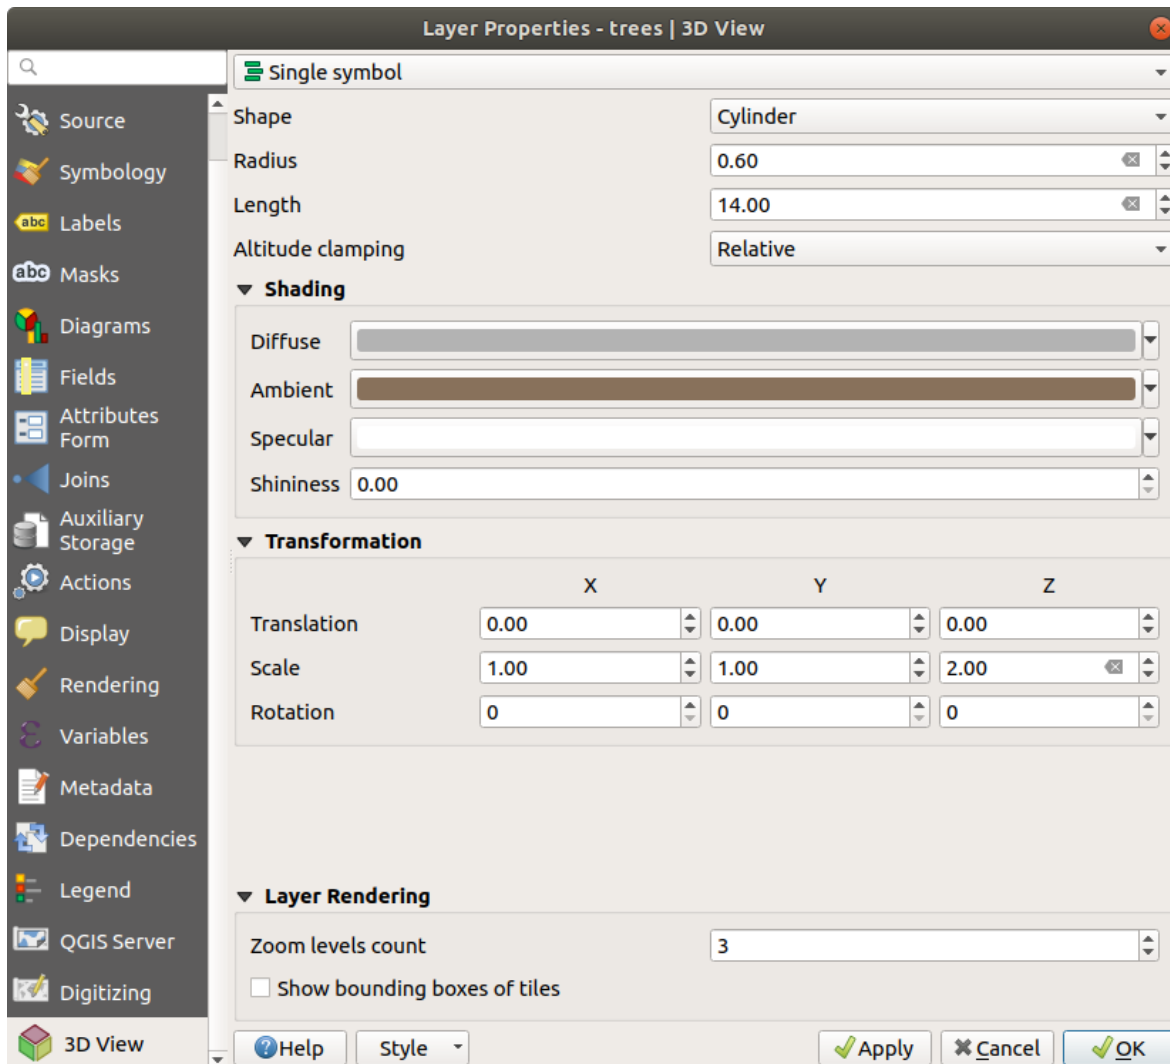 Layer Properties - trees | 3D View
Single symbol
Source
Symbology
abc Labels
abc Masks
Diagrams
Fields
Attributes
Form
Joins
Auxiliary
Storage
Actions
Display
Rendering
ε Variables
Metadata
Dependencies
Legend
QGIS Server
Digitizing
3D View
Shape Cylinder
Radius 0.60
Length 14.00
Altitude clamping Relative
Shading
Diffuse
Ambient
Specular
Shininess 0.00
Transformation
X Y Z
Translation 0.00 0.00 0.00
Scale 1.00 1.00 2.00
Rotation 0 0 0
Layer Rendering
Zoom levels count 3
Show bounding boxes of tiles
Help Style Apply Cancel OK